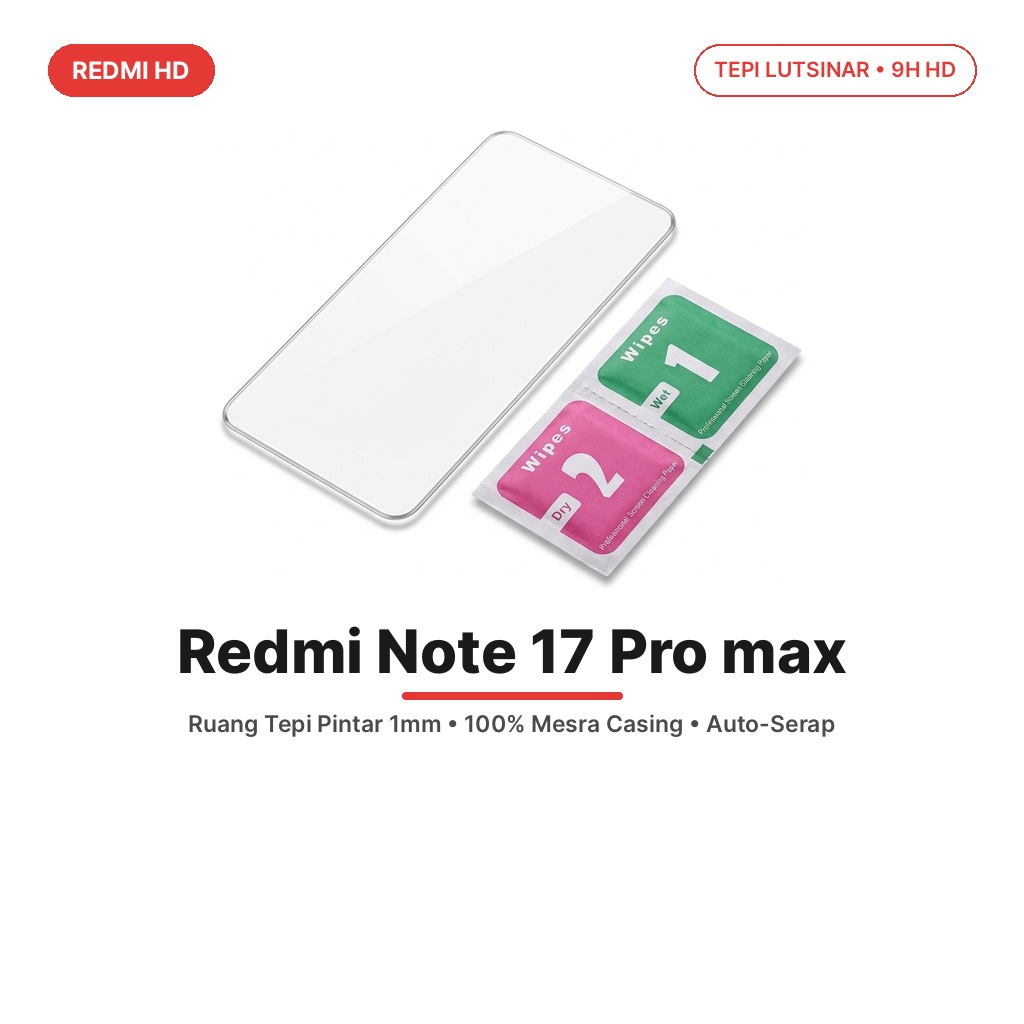 REDMI HD
TEPI LUTSINAR • 9H HD
Wipes
1
Wet
Professional Screen Cleaning Paper
Wipes
2
Dry
Professional Screen Cleaning Paper
Redmi Note 17 Pro max
Ruang Tepi Pintar 1mm • 100% Mesra Casing • Auto-Serap